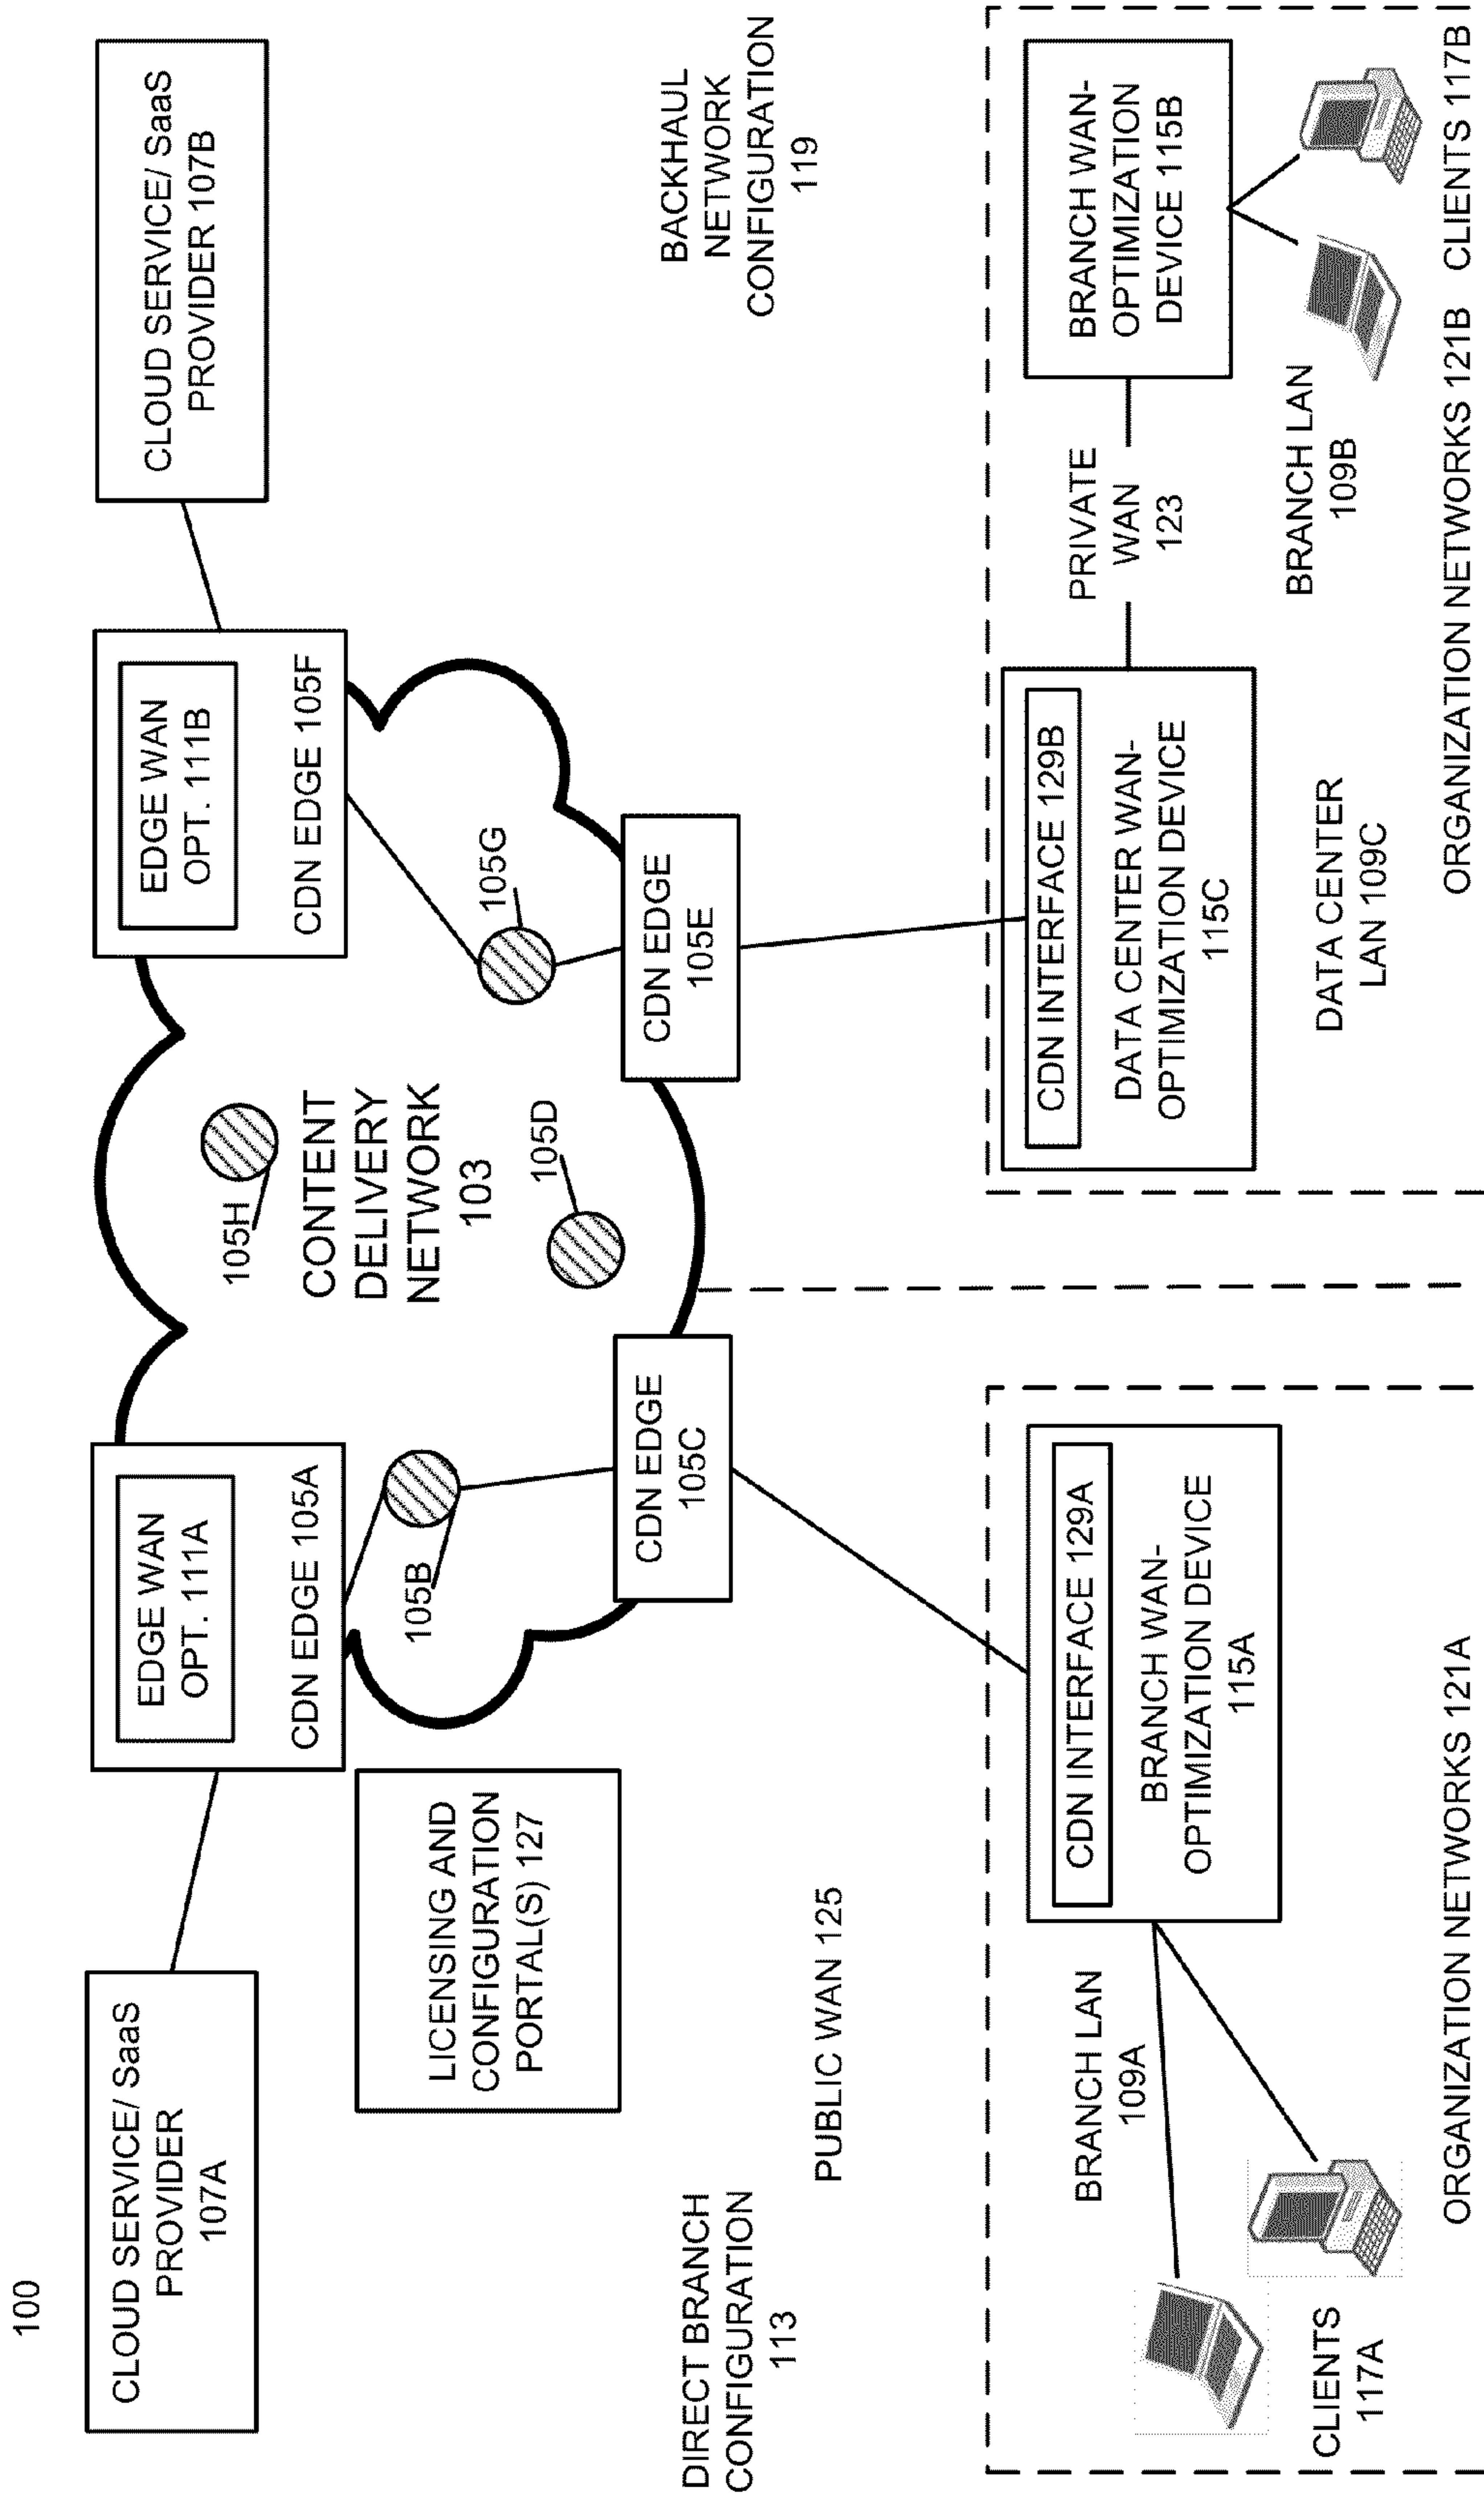 100
CLOUD SERVICE/ SaaS
PROVIDER
107A
EDGE WAN
OPT. 111A
CDN EDGE 105A
EDGE WAN
OPT. 111B
CDN EDGE 105F
CLOUD SERVICE/ SaaS
PROVIDER 107B
LICENSING AND
CONFIGURATION
PORTAL(S) 127
105B
105H
CONTENT
DELIVERY
NETWORK
103
105D
105G
CDN EDGE
105C
CDN EDGE
105E
DIRECT BRANCH
CONFIGURATION
113
PUBLIC WAN 125
BACKHAUL
NETWORK
CONFIGURATION
119
BRANCH LAN
109A
CDN INTERFACE 129A
BRANCH WAN-
OPTIMIZATION DEVICE
115A
CLIENTS
117A
ORGANIZATION NETWORKS 121A
CDN INTERFACE 129B
DATA CENTER WAN-
OPTIMIZATION DEVICE
115C
DATA CENTER
LAN 109C
PRIVATE
WAN
123
BRANCH WAN-
OPTIMIZATION
DEVICE 115B
BRANCH LAN
109B
ORGANIZATION NETWORKS 121B
CLIENTS 117B